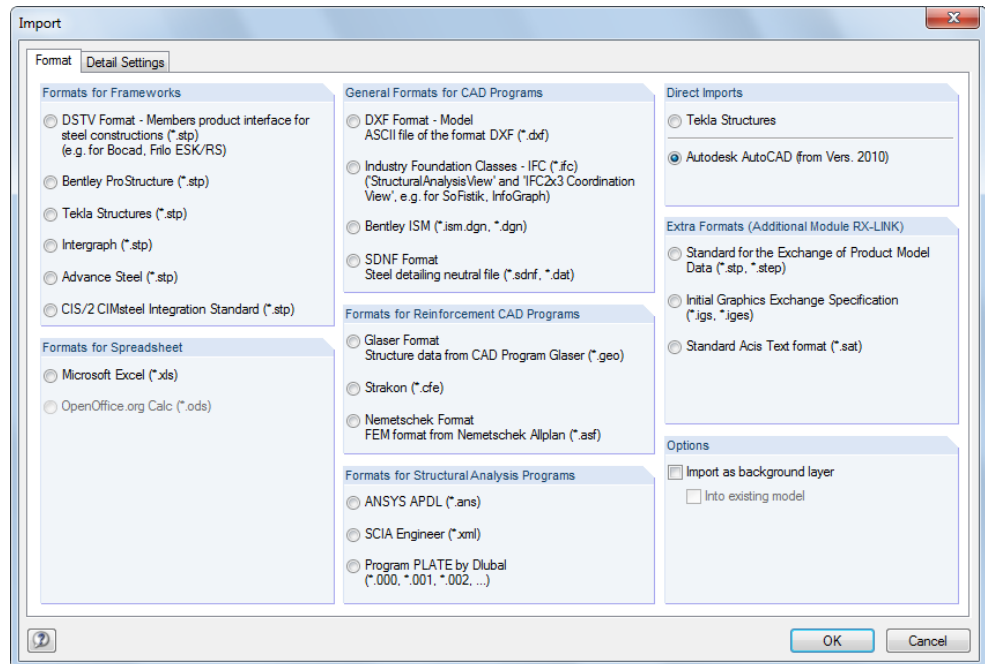 Import
Format
Detail Settings
Formats for Frameworks
DSTV Format - Members product interface for
steel constructions (*.stp)
(e.g. for Bocad, Frilo ESK/RS)
Bentley ProStructure (*.stp)
Tekla Structures (*.stp)
Intergraph (*.stp)
Advance Steel (*.stp)
CIS/2 CIMsteel Integration Standard (*.stp)
Formats for Spreadsheet
Microsoft Excel (*.xls)
OpenOffice.org Calc (*.ods)
General Formats for CAD Programs
DXF Format - Model
ASCII file of the format DXF (*.dxf)
Industry Foundation Classes - IFC (*.ifc)
('StructuralAnalysisView' and 'IFC2x3 Coordination
View', e.g. for SoFistik, InfoGraph)
Bentley ISM (*.ism.dgn, *.dgn)
SDNF Format
Steel detailing neutral file (*.sdnf, *.dat)
Formats for Reinforcement CAD Programs
Glaser Format
Structure data from CAD Program Glaser (*.geo)
Strakon (*.cfe)
Nemetschek Format
FEM format from Nemetschek Allplan (*.asf)
Formats for Structural Analysis Programs
ANSYS APDL (*.ans)
SCIA Engineer (*.xml)
Program PLATE by Dlubal
(*.000, *.001, *.002, ...)
Direct Imports
Tekla Structures
Autodesk AutoCAD (from Vers. 2010)
Extra Formats (Additional Module RX-LINK)
Standard for the Exchange of Product Model
Data (*.stp, *.step)
Initial Graphics Exchange Specification
(*.igs, *.iges)
Standard Acis Text format (*.sat)
Options
Import as background layer
Into existing model
OK
Cancel